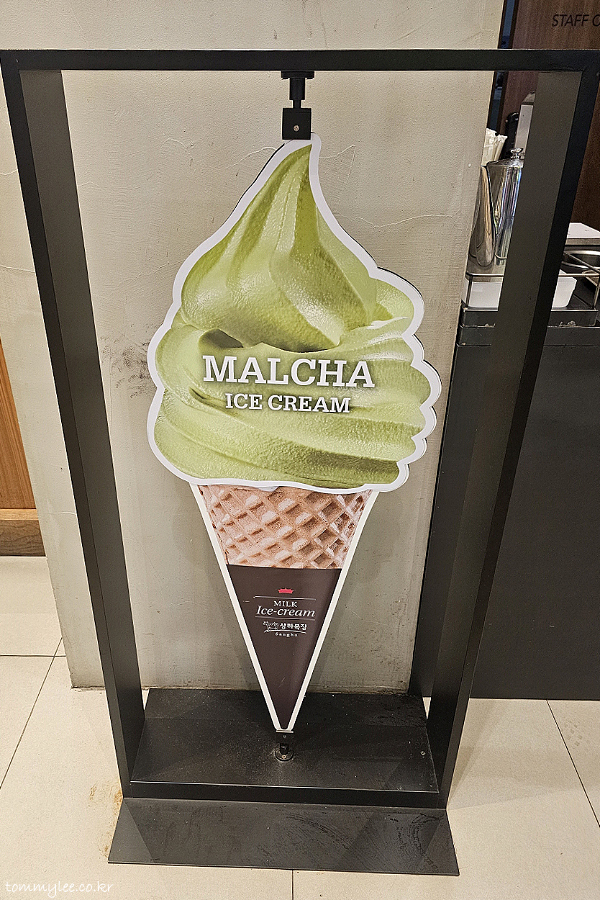 STAFF O
MALCHA
ICE CREAM
MILK
Ice-cream
상하목장
Sangha
tommylee.co.kr